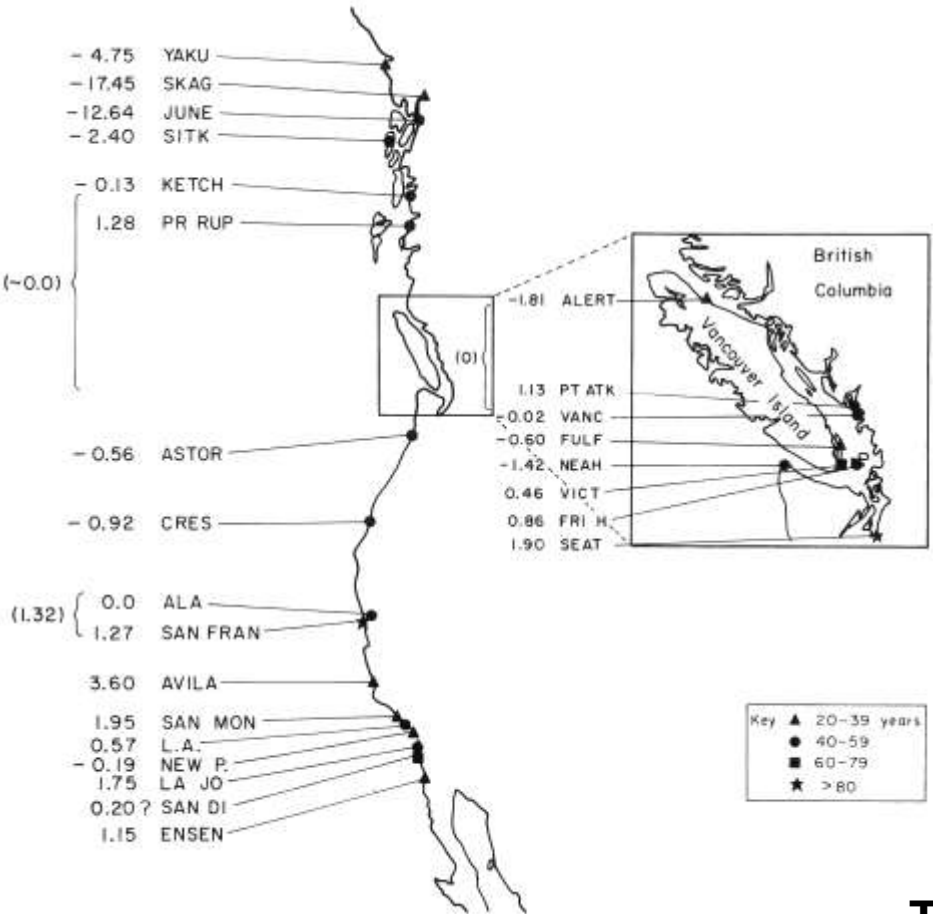 - 4.75 YAKU
-17.45 SKAG
-12.64 JUNE
-2.40 SITK
- 0.13 KETCH
1.28 PR RUP
(~0.0)
(0)
- 0.56 ASTOR
- 0.92 CRES
0.0 ALA
(1.32)
1.27 SAN FRAN
3.60 AVILA
1.95 SAN MON
0.57 L.A.
- 0.19 NEW P.
1.75 LA JO
0.20 ? SAN DI
1.15 ENSEN
British
Columbia
Vancouver Island
-1.81 ALERT
1.13 PT ATK
-0.02 VANC
-0.60 FULF
-1.42 NEAH
0.46 VICT
0.86 FRI H
1.90 SEAT
Key ▲ 20-39 years
● 40-59
■ 60-79
★ >80